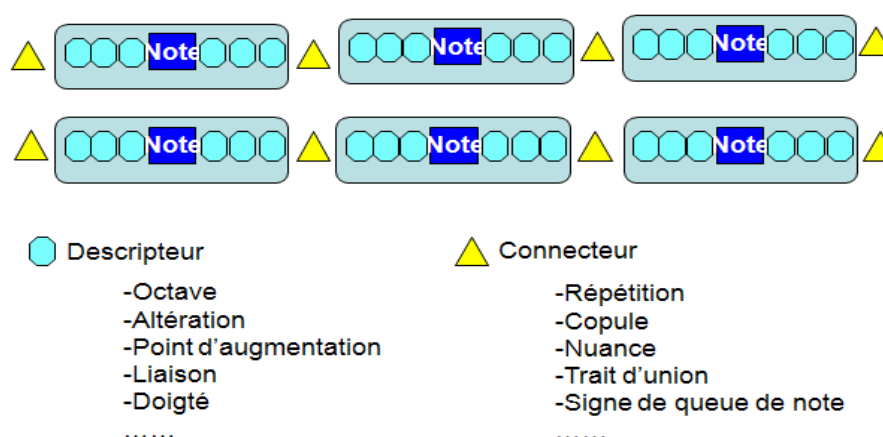 Note Note Note
Note Note Note
Descripteur Connecteur
-Octave -Répétition
-Altération -Copule
-Point d'augmentation -Nuance
-Liaison -Trait d'union
-Doigté -Signe de queue de note
...... ......